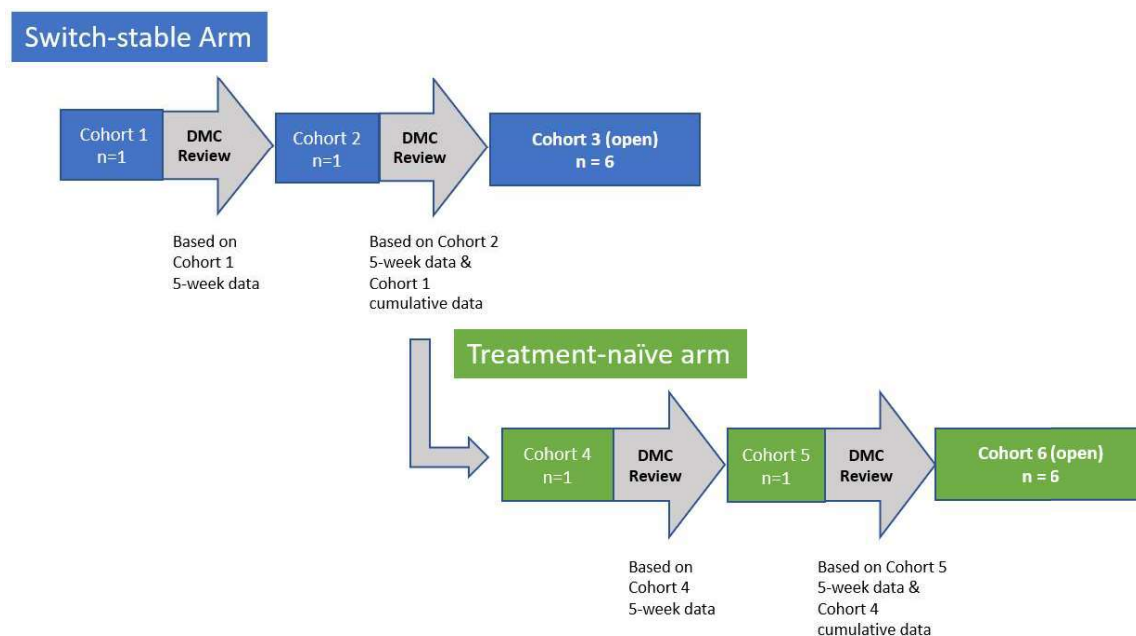 Switch-stable Arm
Cohort 1
n=1
DMC
Review
Cohort 2
n=1
DMC
Review
Cohort 3 (open)
n = 6
Based on
Cohort 1
5-week data
Based on Cohort 2
5-week data &
Cohort 1
cumulative data
Treatment-naïve arm
Cohort 4
n=1
DMC
Review
Cohort 5
n=1
DMC
Review
Cohort 6 (open)
n = 6
Based on
Cohort 4
5-week data
Based on Cohort 5
5-week data &
Cohort 4
cumulative data